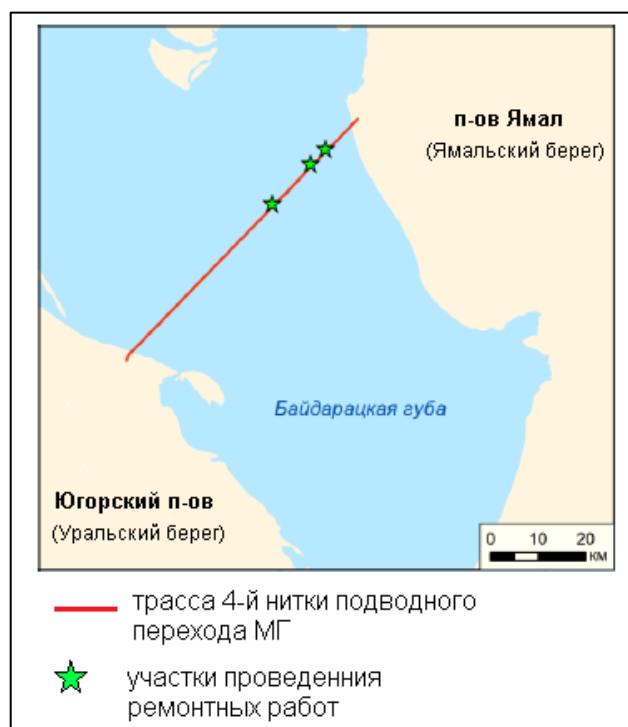 п-ов Ямал
(Ямальский берег)
Байдарацкая губа
Югорский п-ов
(Уральский берег)
0 10 20
КМ
трасса 4-й нитки подводного
перехода МГ
участки проведенния
ремонтных работ